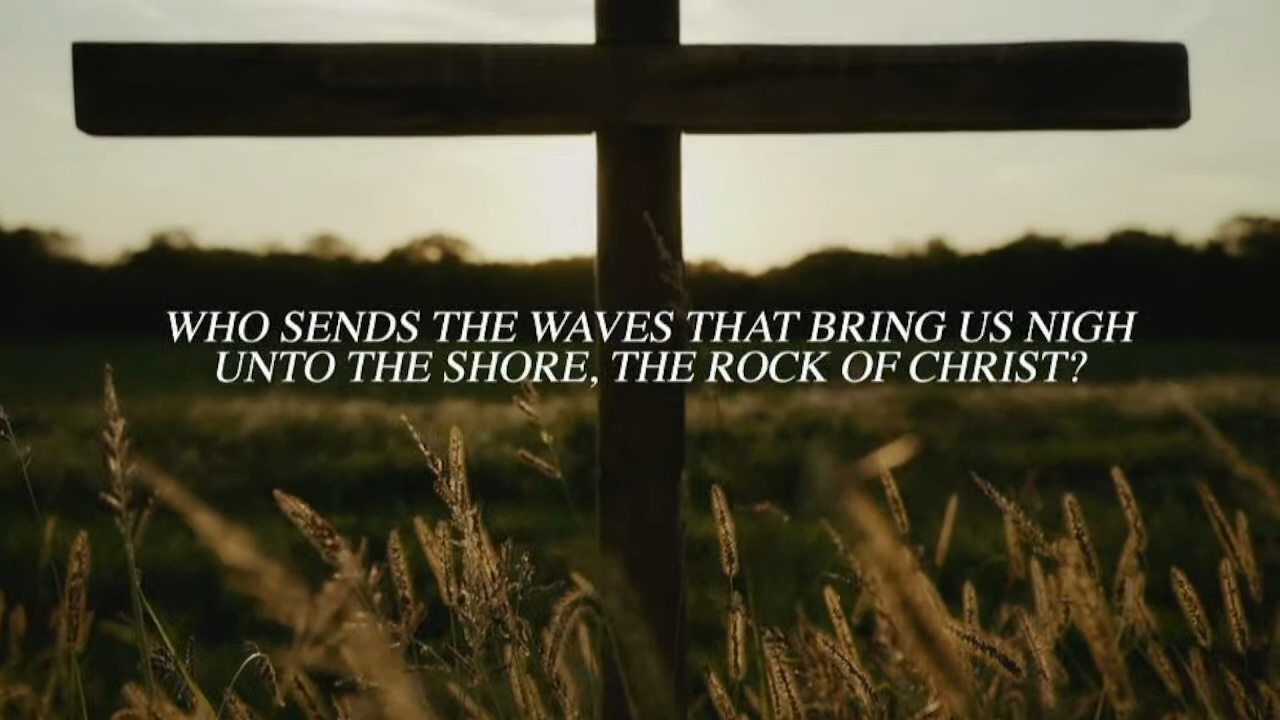 WHO SENDS THE WAVES THAT BRING US NIGH
UNTO THE SHORE, THE ROCK OF CHRIST?